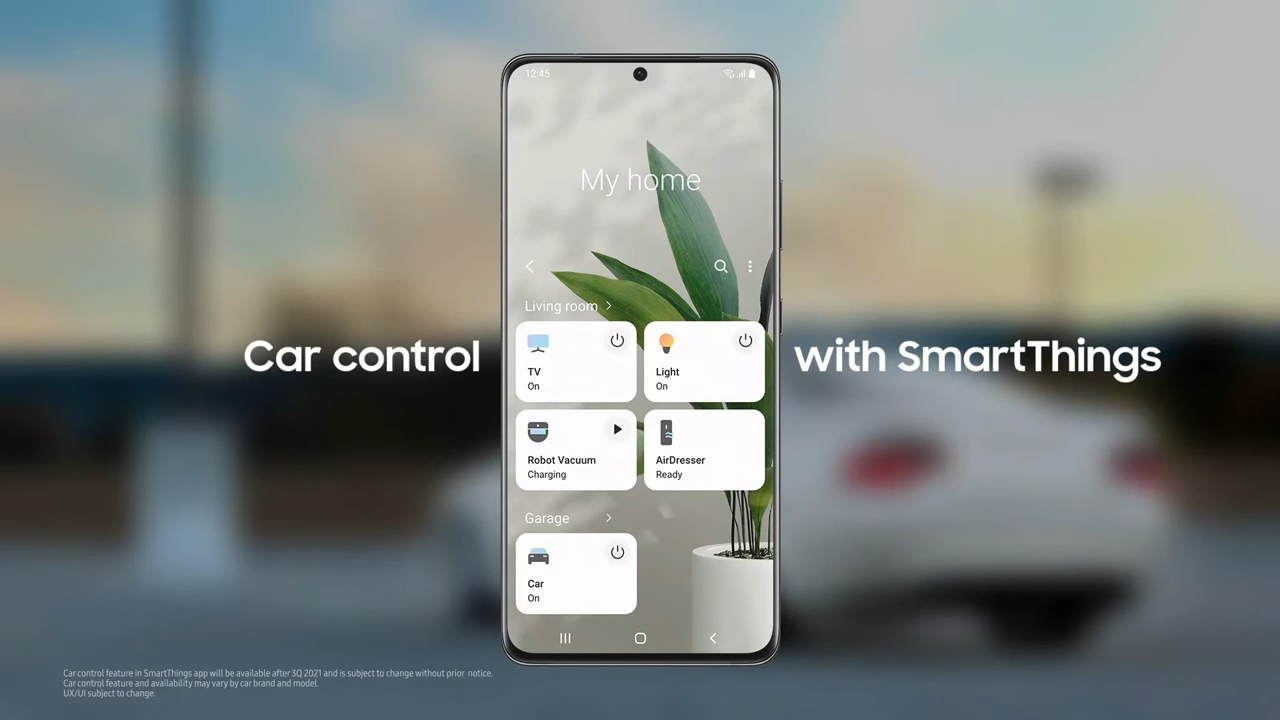 12:45
My home
Living room
Car control with SmartThings
TV
On
Light
On
Robot Vacuum
Charging
AirDresser
Ready
Garage
Car
On
Car control feature in SmartThings app will be available after 3Q 2021 and is subject to change without prior notice.
Car control feature and availability may vary by car brand and model.
UX/UI subject to change.